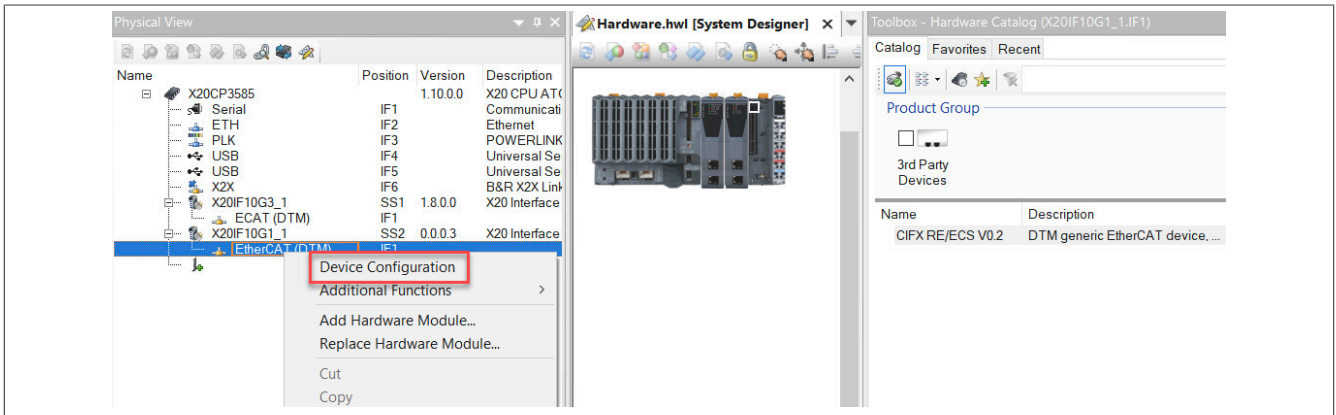 Physical View
Name Position Version Description
X20CP3585 1.10.0.0 X20 CPU AT
Serial IF1 Communicati
ETH IF2 Ethernet
PLK IF3 POWERLINK
USB IF4 Universal Se
USB IF5 Universal Se
X2X IF6 B&R X2X Link
X20IF10G3_1 SS1 1.8.0.0 X20 Interface
ECAT (DTM) IF1
X20IF10G1_1 SS2 0.0.0.3 X20 Interface
EtherCAT (DTM) IF1
Device Configuration
Additional Functions
Add Hardware Module...
Replace Hardware Module...
Cut
Copy
Hardware.hwl [System Designer]
Toolbox - Hardware Catalog (X20IF10G1_1.IF1)
Catalog Favorites Recent
Product Group
3rd Party
Devices
Name Description
CIFX RE/ECS V0.2 DTM generic EtherCAT device, ...